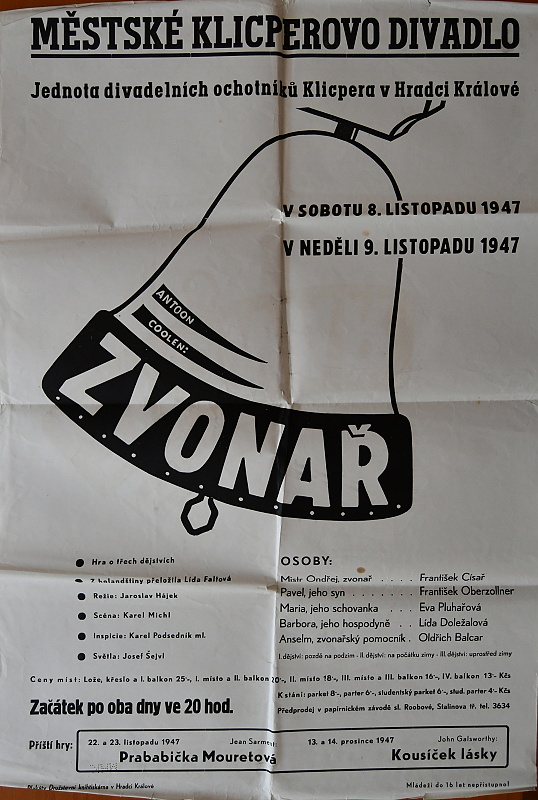 MĚSTSKÉ KLICPEROVO DIVADLO
Jednota divadelních ochotníků Klicpera v Hradci Králové
V SOBOTU 8. LISTOPADU 1947
V NEDĚLI 9. LISTOPADU 1947
ANTOON
COOLEN:
ZVONAŘ
Hra o třech dějstvích
Z holandštiny přeložila Lída Faltová
Režie: Jaroslav Hájek
Scéna: Karel Michl
Inspicie: Karel Podsedník ml.
Světla: Josef Šejvl
OSOBY:
Mistr Ondřej, zvonař . . . . František Císař
Pavel, jeho syn . . . . . . . František Oberzollner
Maria, jeho schovanka . . . Eva Pluhařová
Barbora, jeho hospodyně . . Lída Doležalová
Anselm, zvonařský pomocník . Oldřich Balcar
I. dějství: pozdě na podzim - II. dějství: na počátku zimy - III. dějství: uprostřed zimy
Ceny míst: Lože, křeslo a I. balkon 25·-, I. místo a II. balkon 20·-, II. místo 18·-, III. místo a III. balkon 16·-, IV. balkon 13·- Kčs
K stání: parket 8·-, parter 6·-, studentský parket 6·-, stud. parter 4·- Kčs
Začátek po oba dny ve 20 hod.
Předprodej v papírnickém závodě sl. Roobové, Stalinova tř. tel. 3634
Příští hry:
22. a 23. listopadu 1947 Jean Sarment:
Prababička Mouretová
13. a 14. prosince 1947 John Galsworthy:
Kousíček lásky
Družstevní knihtiskárna v Hradci Králové
Mládeži do 16 let nepřístupno!